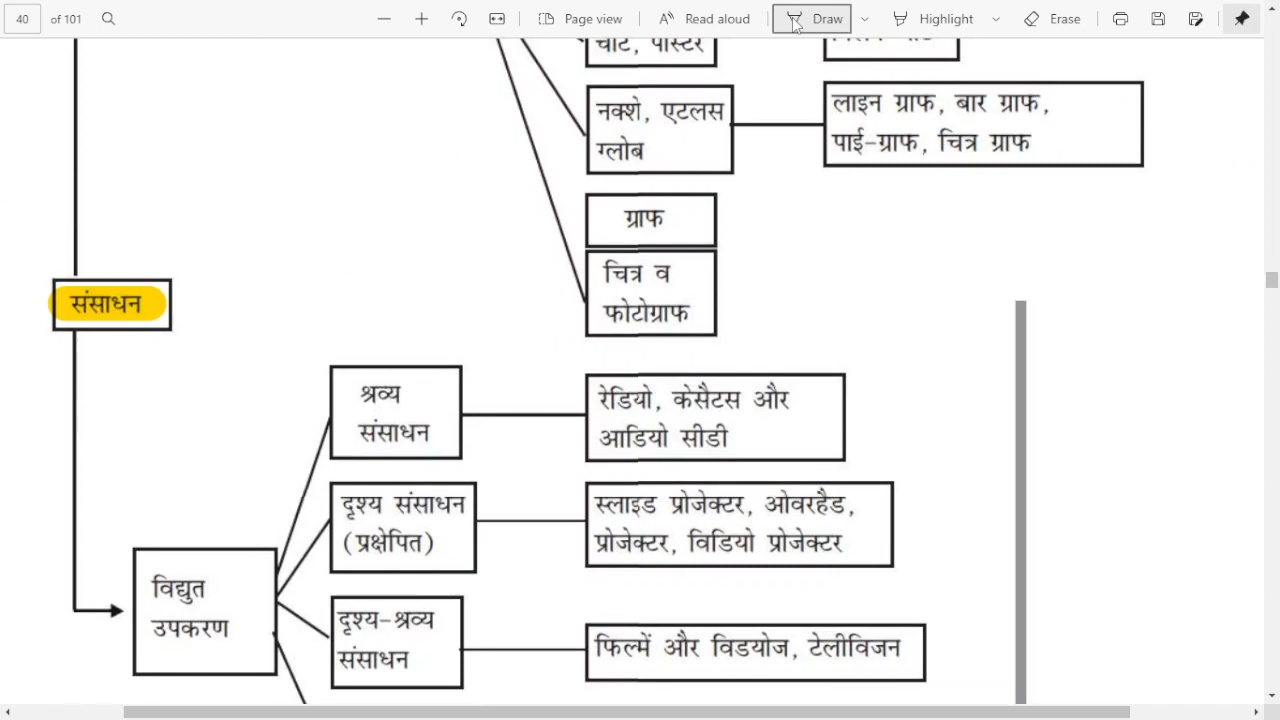 40 of 101 Page view Read aloud Draw Highlight Erase
चार्ट, पोस्टर
नक्शे, एटलस
ग्लोब
लाइन ग्राफ, बार ग्राफ,
पाई-ग्राफ, चित्र ग्राफ
ग्राफ
चित्र व
फोटोग्राफ
संसाधन
श्रव्य
संसाधन
रेडियो, केसैटस और
आडियो सीडी
दृश्य संसाधन
(प्रक्षेपित)
स्लाइड प्रोजेक्टर, ओवरहैड,
प्रोजेक्टर, विडियो प्रोजेक्टर
विद्युत
उपकरण
दृश्य-श्रव्य
संसाधन
फिल्में और विडयोज, टेलीविजन